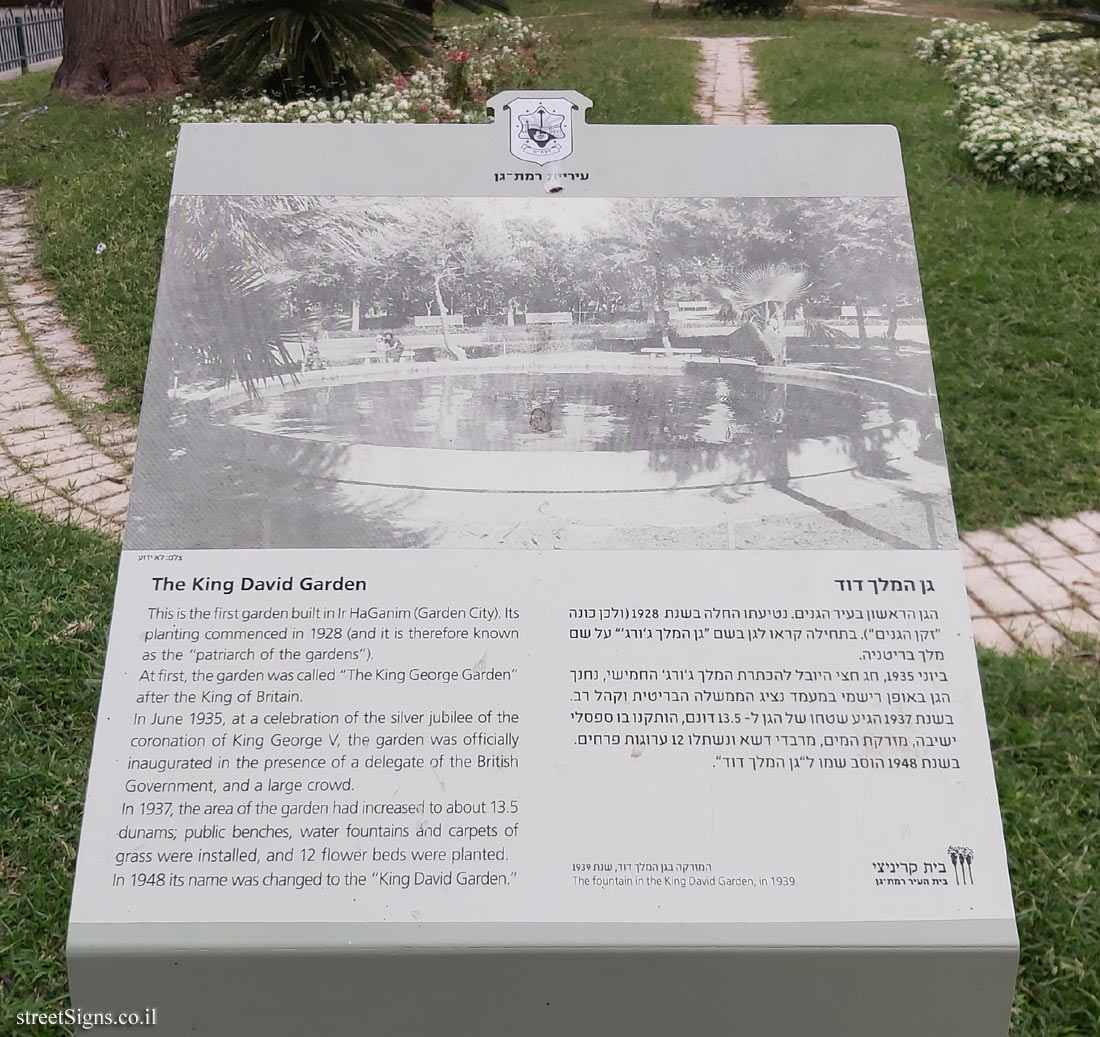 עיריית רמת-גן
צלם: לא ידוע
The King David Garden
This is the first garden built in Ir HaGanim (Garden City). Its
planting commenced in 1928 (and it is therefore known
as the "patriarch of the gardens").
At first, the garden was called "The King George Garden"
after the King of Britain.
In June 1935, at a celebration of the silver jubilee of the
coronation of King George V, the garden was officially
inaugurated in the presence of a delegate of the British
Government, and a large crowd.
In 1937, the area of the garden had increased to about 13.5
dunams; public benches, water fountains and carpets of
grass were installed, and 12 flower beds were planted.
In 1948 its name was changed to the "King David Garden."
גן המלך דוד
הגן הראשון בעיר הגנים. נטיעתו החלה בשנת 1928 (ולכן כונה
"זקן הגנים"). בתחילה קראו לגן בשם "גן המלך ג'ורג'" על שם
מלך בריטניה.
ביוני 1935, חג חצי היובל להכתרת המלך ג'ורג' החמישי, נחנך
הגן באופן רישמי במעמד נציג הממשלה הבריטית וקהל רב.
בשנת 1937 הגיע שטחו של הגן ל- 13.5 דונם, הותקנו בו ספסלי
ישיבה, מזרקת המים, מרבדי דשא ונשתלו 12 ערוגות פרחים.
בשנת 1948 הוסב שמו ל"גן המלך דוד".
המזרקה בגן המלך דוד, שנת 1939
The fountain in the King David Garden, in 1939
בית קריניצי
בית העיר רמת-גן
streetSigns.co.il